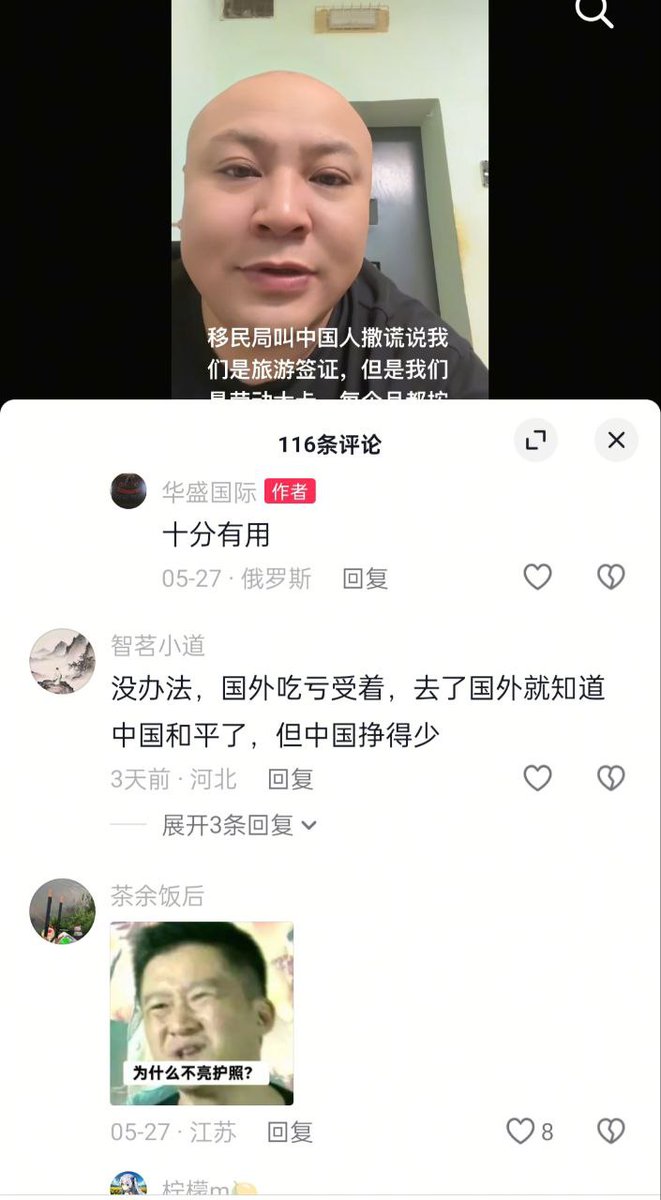 移民局叫中国人撒谎说我
们是旅游签证，但是我们
116条评论
华盛国际 作者
十分有用
05-27 · 俄罗斯 回复
智茗小道
没办法，国外吃亏受着，去了国外就知道
中国和平了，但中国挣得少
3天前 · 河北 回复
展开3条回复
茶余饭后
为什么不亮护照？
05-27 · 江苏 回复
8
柠檬m